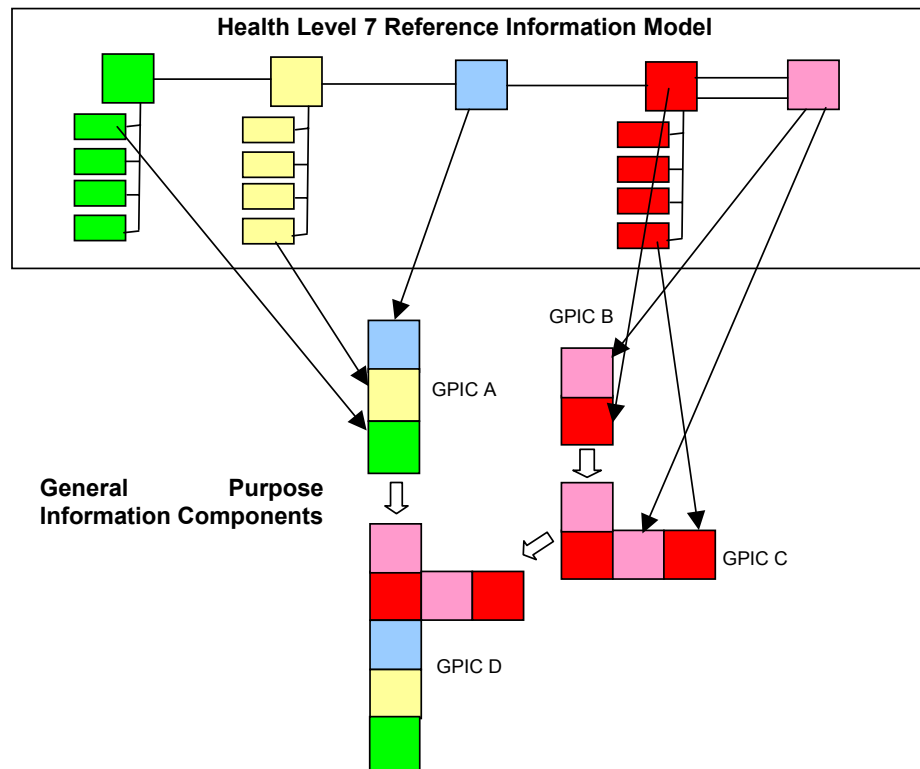 Health Level 7 Reference Information Model
GPIC B
GPIC A
General Purpose
Information Components
GPIC C
GPIC D